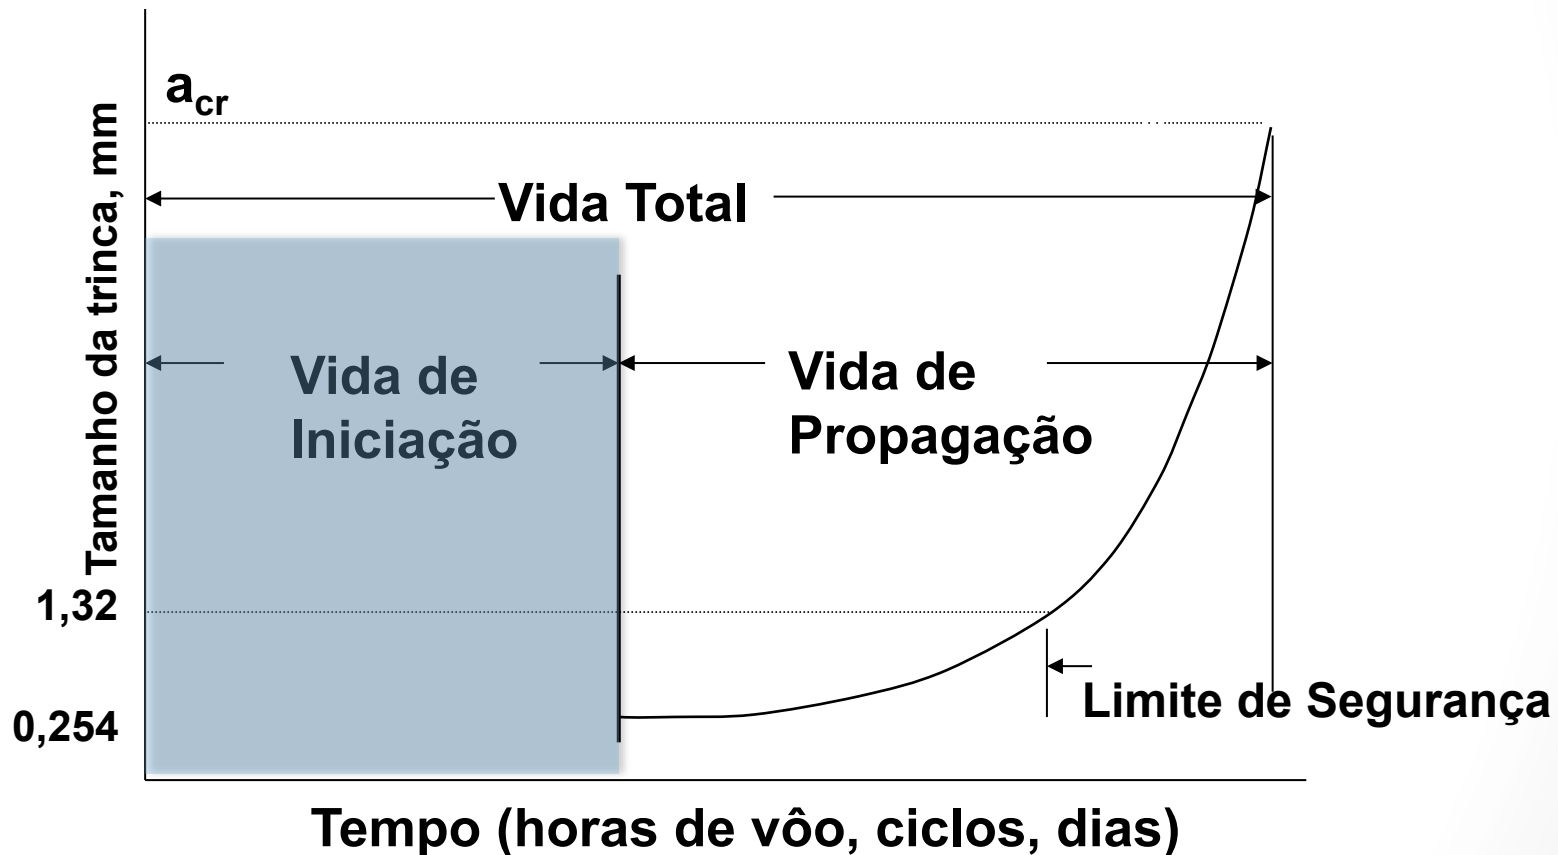 a_cr
Tamanho da trinca, mm
Vida Total
Vida de
Iniciação
Vida de
Propagação
1,32
Limite de Segurança
0,254
Tempo (horas de vôo, ciclos, dias)